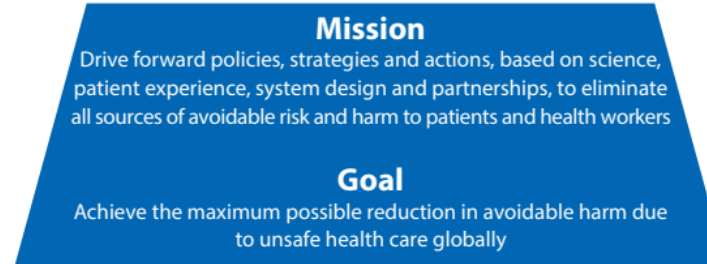 Mission
Drive forward policies, strategies and actions, based on science,
patient experience, system design and partnerships, to eliminate
all sources of avoidable risk and harm to patients and health workers
Goal
Achieve the maximum possible reduction in avoidable harm due
to unsafe health care globally